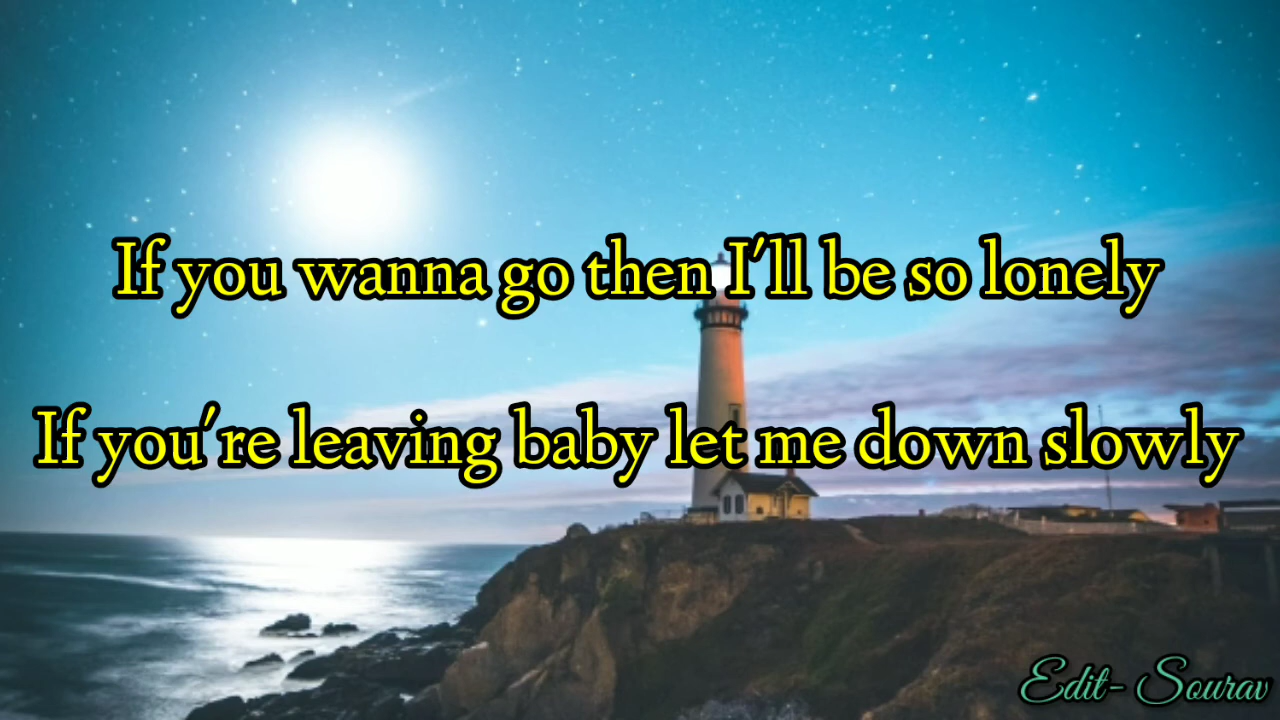 If you wanna go then I'll be so lonely
If you're leaving baby let me down slowly
Edit- Sourav